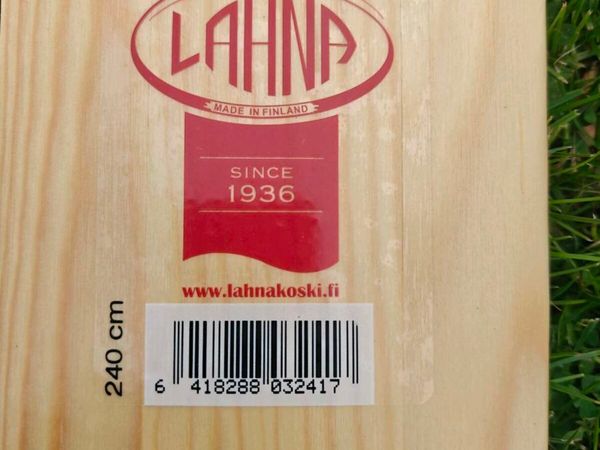 LAHNA
MADE IN FINLAND
SINCE
1936
www.lahnakoski.fi
240 cm
6 418288 032417